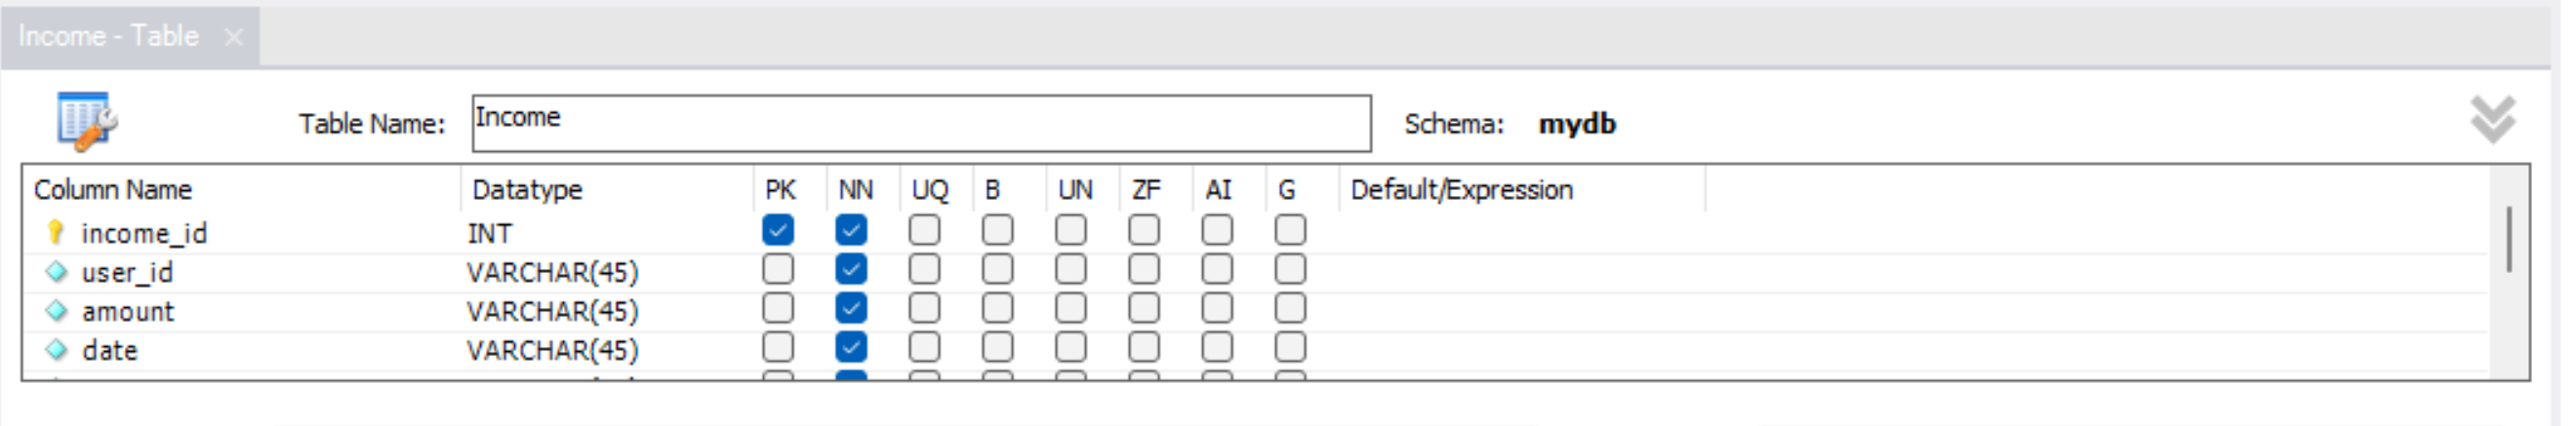 Income - Table
Table Name: Income Schema: mydb
Column Name Datatype PK NN UQ B UN ZF AI G Default/Expression
income_id INT
user_id VARCHAR(45)
amount VARCHAR(45)
date VARCHAR(45)